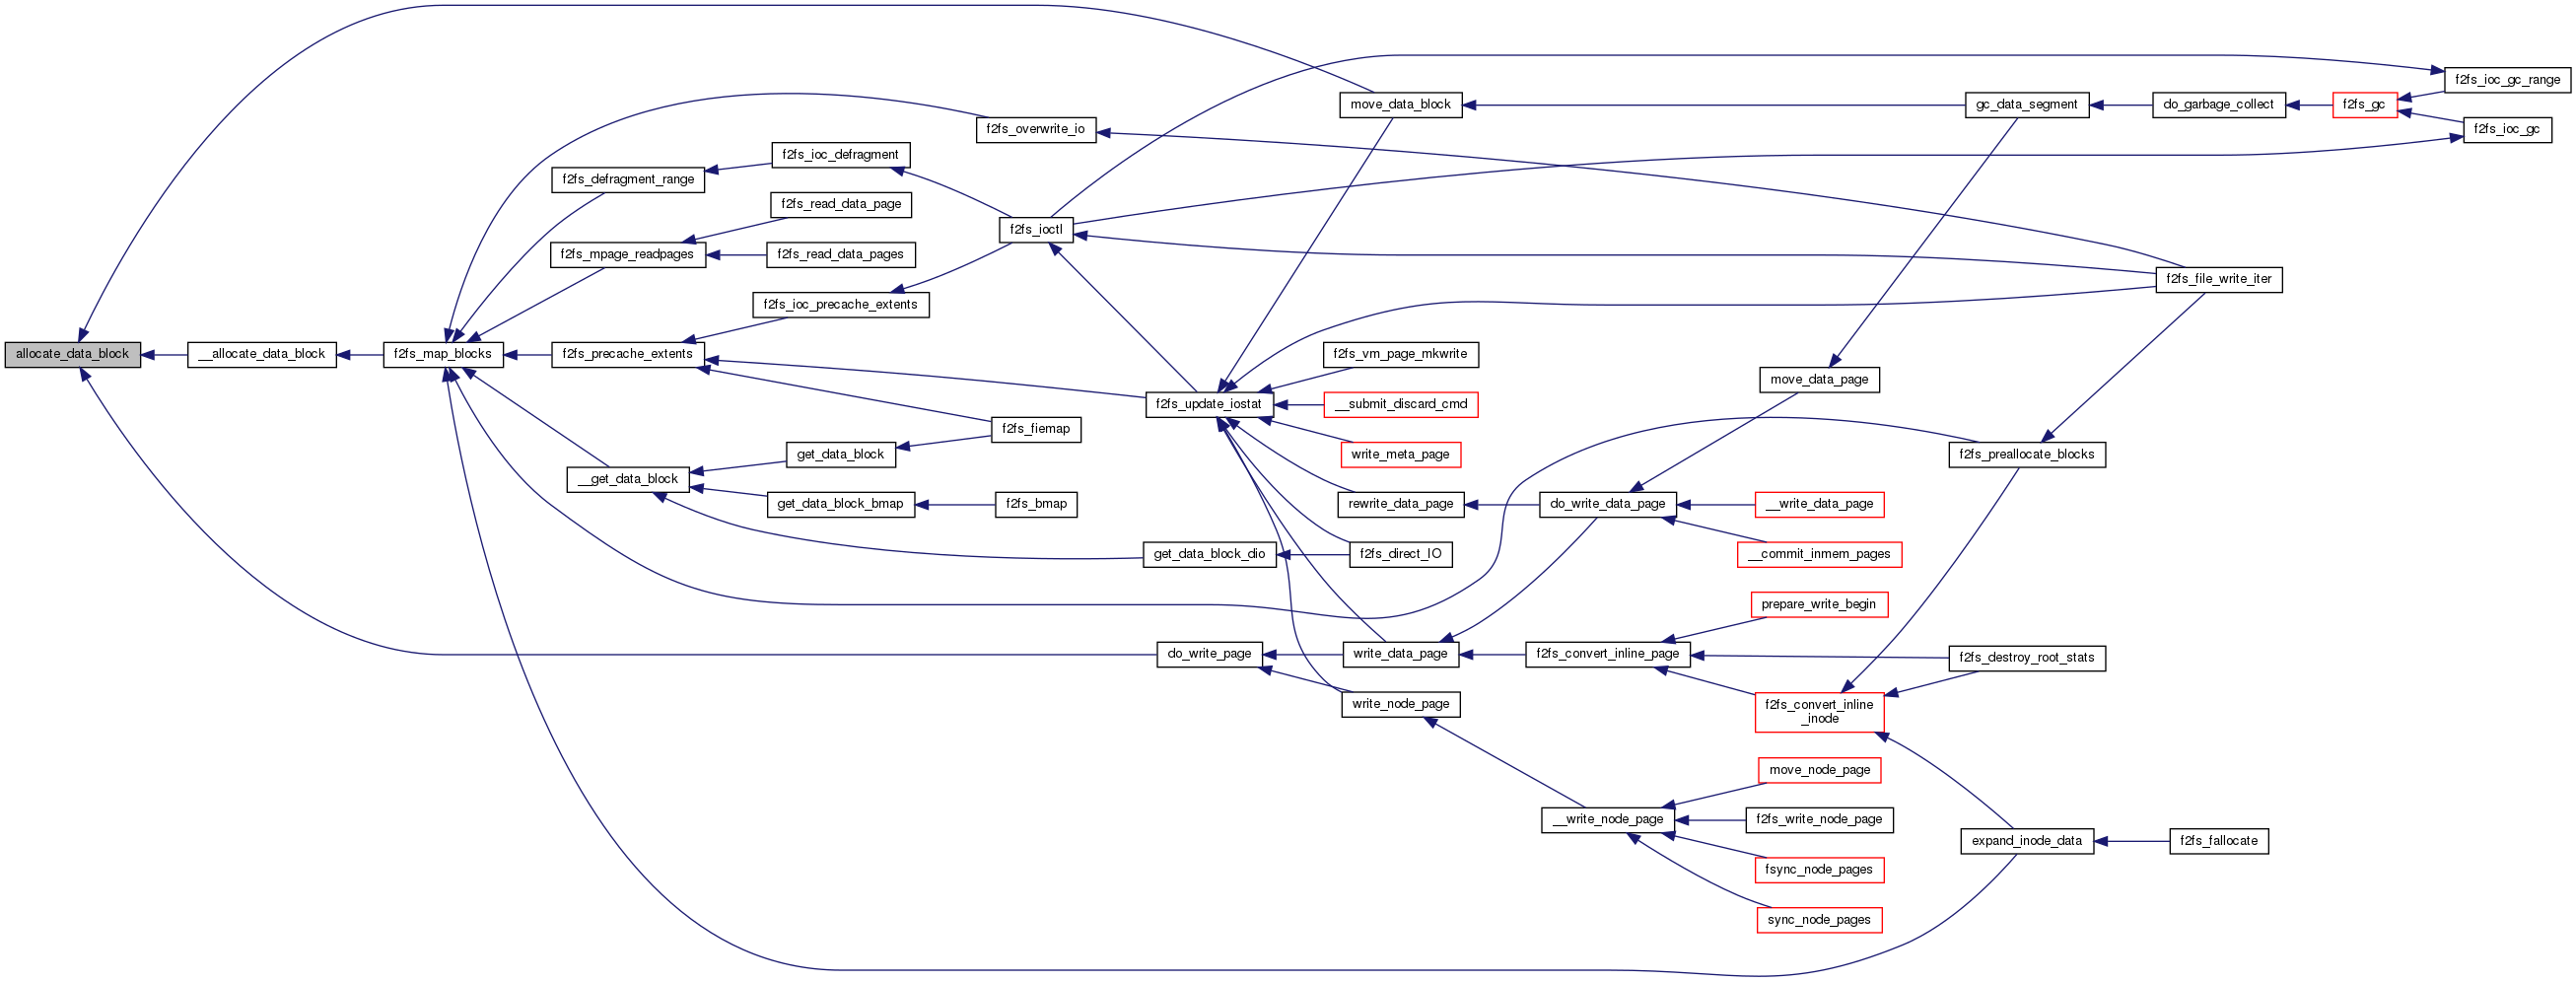 allocate_data_block
__allocate_data_block
f2fs_map_blocks
f2fs_defragment_range
f2fs_mpage_readpages
f2fs_precache_extents
__get_data_block
f2fs_ioc_defragment
f2fs_read_data_page
f2fs_read_data_pages
f2fs_ioc_precache_extents
get_data_block
get_data_block_bmap
f2fs_overwrite_io
f2fs_ioctl
f2fs_fiemap
f2fs_bmap
f2fs_update_iostat
get_data_block_dio
do_write_page
move_data_block
f2fs_vm_page_mkwrite
__submit_discard_cmd
write_meta_page
rewrite_data_page
f2fs_direct_IO
write_data_page
write_node_page
do_write_data_page
f2fs_convert_inline_page
__write_node_page
move_data_page
__write_data_page
__commit_inmem_pages
prepare_write_begin
f2fs_convert_inline
_inode
move_node_page
f2fs_write_node_page
fsync_node_pages
sync_node_pages
gc_data_segment
f2fs_preallocate_blocks
f2fs_destroy_root_stats
expand_inode_data
do_garbage_collect
f2fs_file_write_iter
f2fs_fallocate
f2fs_gc
f2fs_ioc_gc_range
f2fs_ioc_gc